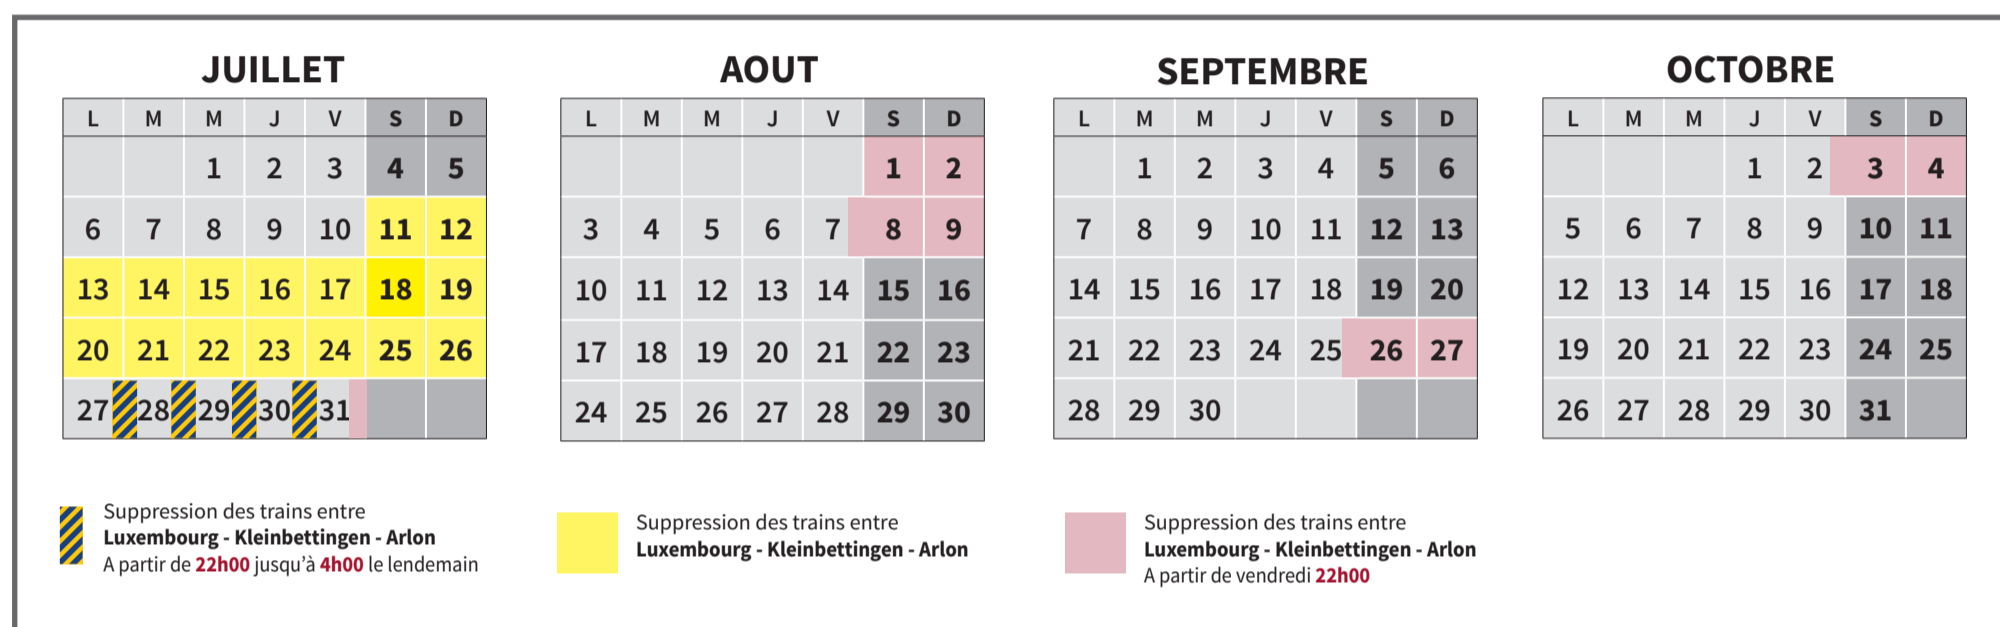 JUILLET
L M M J V S D
1 2 3 4 5
6 7 8 9 10 11 12
13 14 15 16 17 18 19
20 21 22 23 24 25 26
27 28 29 30 31
AOUT
L M M J V S D
1 2
3 4 5 6 7 8 9
10 11 12 13 14 15 16
17 18 19 20 21 22 23
24 25 26 27 28 29 30
SEPTEMBRE
L M M J V S D
1 2 3 4 5 6
7 8 9 10 11 12 13
14 15 16 17 18 19 20
21 22 23 24 25 26 27
28 29 30
OCTOBRE
L M M J V S D
1 2 3 4
5 6 7 8 9 10 11
12 13 14 15 16 17 18
19 20 21 22 23 24 25
26 27 28 29 30 31
Suppression des trains entre
Luxembourg - Kleinbettingen - Arlon
A partir de 22h00 jusqu'à 4h00 le lendemain
Suppression des trains entre
Luxembourg - Kleinbettingen - Arlon
Suppression des trains entre
Luxembourg - Kleinbettingen - Arlon
A partir de vendredi 22h00